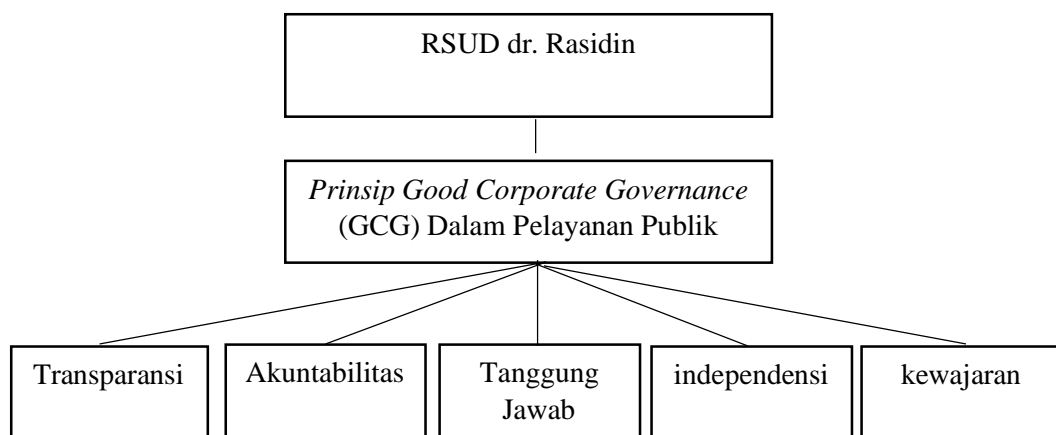 RSUD dr. Rasidin
Prinsip Good Corporate Governance
(GCG) Dalam Pelayanan Publik
Transparansi
Akuntabilitas
Tanggung
Jawab
independensi
kewajaran